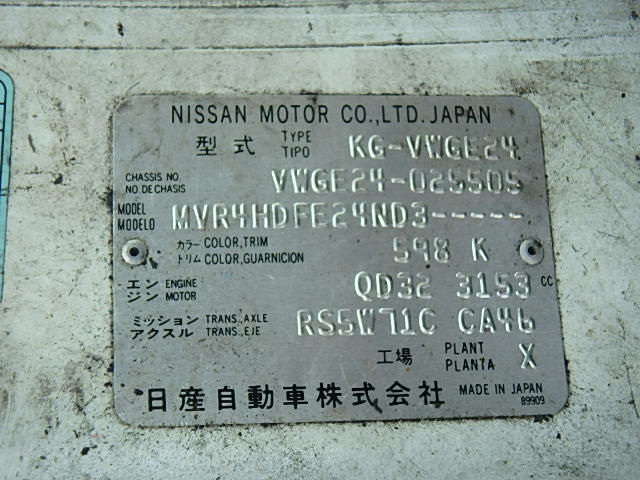 NISSAN MOTOR CO.,LTD. JAPAN
型式 TYPE TIPO KG-VWGE24
CHASSIS NO. NO. DE CHASIS VWGE24-025505
MODEL MODELO MVR4HDFE24ND3-----
カラー トリム COLOR,TRIM COLOR,GUARNICION 598 K
エンジン ENGINE MOTOR QD32 3153 cc
ミッション アクスル TRANS.,AXLE TRANS.,EJE RS5W71C CA46
工場 PLANT PLANTA X
日産自動車株式会社 MADE IN JAPAN
89909